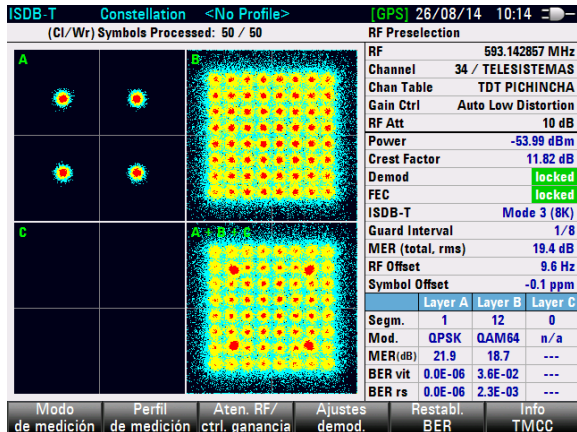 ISDB-T Constellation <No Profile> [GPS] 26/08/14 10:14
(Cl/Wr) Symbols Processed: 50 / 50
RF Preselection
RF 593.142857 MHz
Channel 34 / TELESISTEMAS
Chan Table TDT PICHINCHA
Gain Ctrl Auto Low Distortion
RF Att 10 dB
Power -53.99 dBm
Crest Factor 11.82 dB
Demod locked
FEC locked
ISDB-T Mode 3 (8K)
Guard Interval 1/8
MER (total, rms) 19.4 dB
RF Offset 9.6 Hz
Symbol Offset -0.1 ppm
Layer A Layer B Layer C
Segm. 1 12 0
Mod. QPSK QAM64 n/a
MER(dB) 21.9 18.7 ---
BER vit 0.0E-06 3.6E-02 ---
BER rs 0.0E-06 2.3E-03 ---
A
B
C
A + B + C
Modo de medición
Perfil de medición
Aten. RF/ ctrl. ganancia
Ajustes demod.
Restabl. BER
Info TMCC